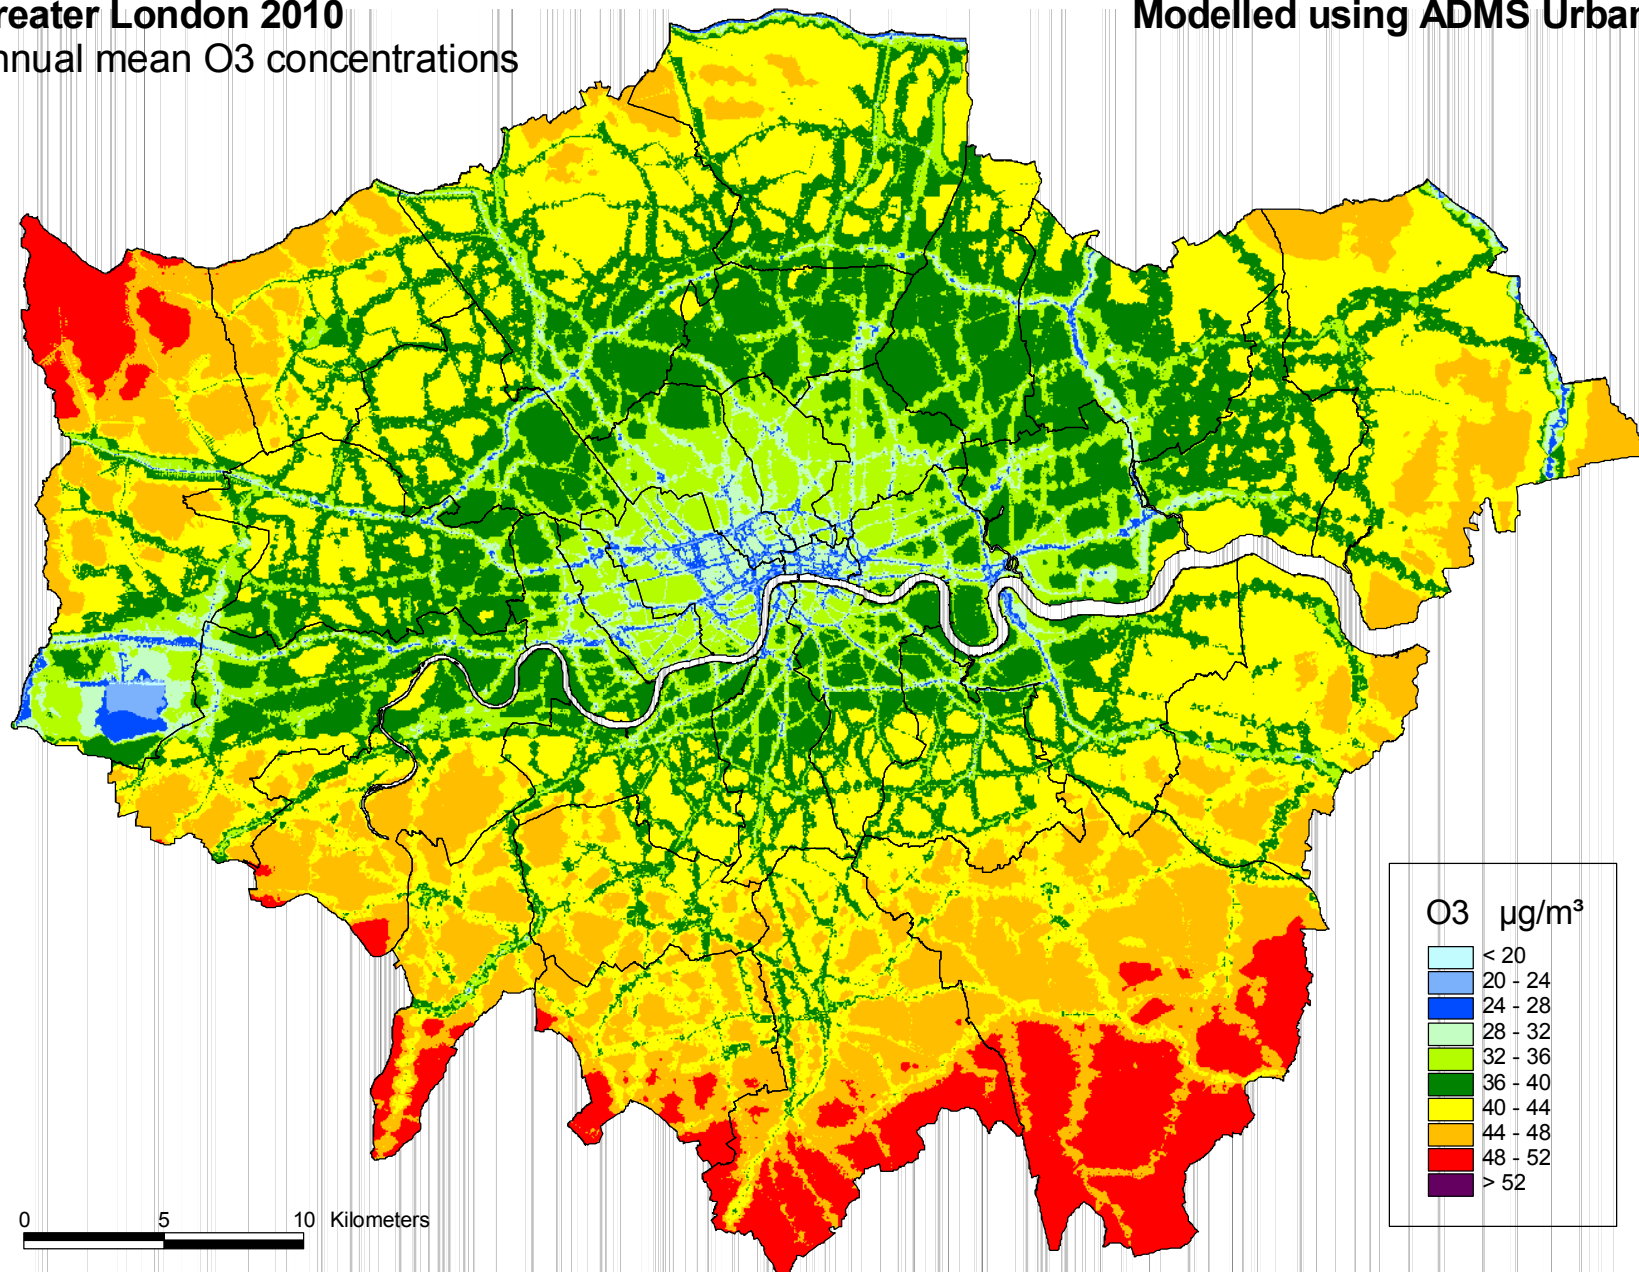 reater London 2010
nnual mean O3 concentrations
Modelled using ADMS Urban
O3 µg/m³
< 20
20 - 24
24 - 28
28 - 32
32 - 36
36 - 40
40 - 44
44 - 48
48 - 52
> 52
0 5 10 Kilometers